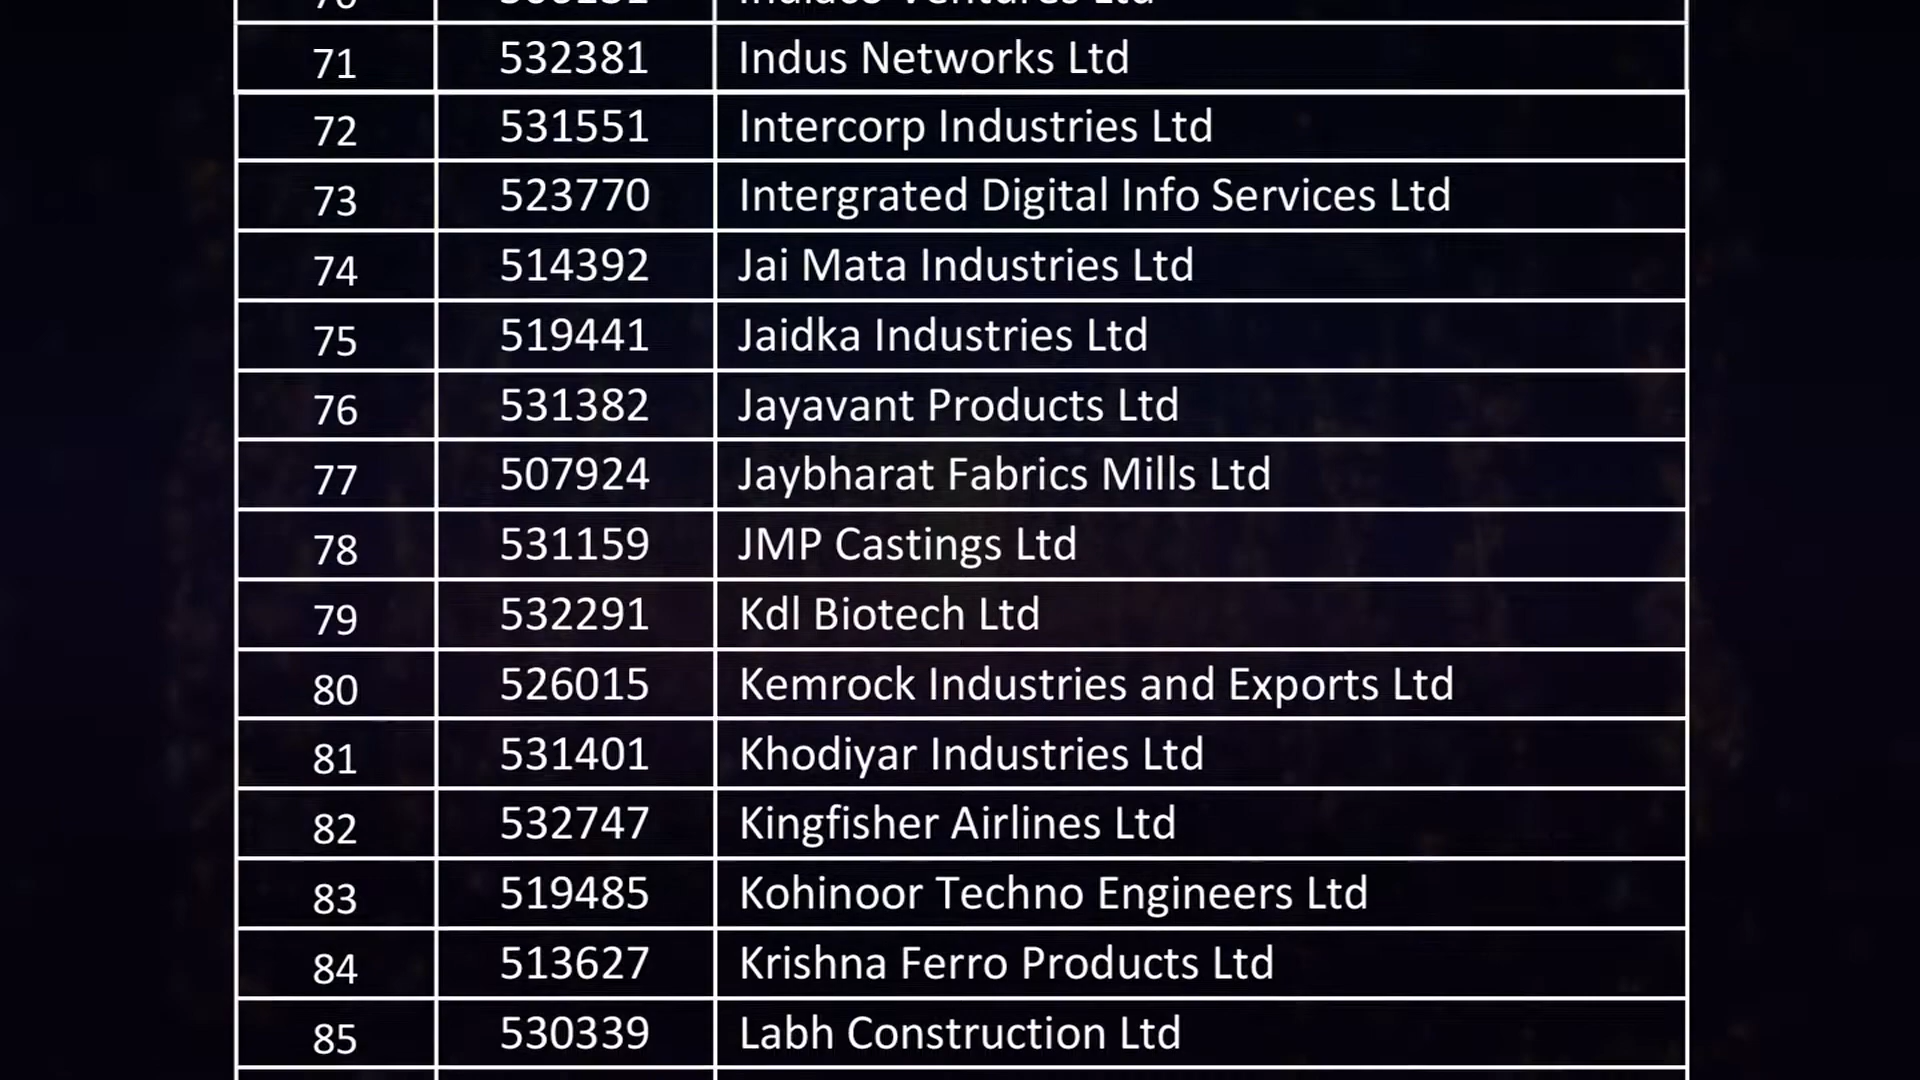 71 532381 Indus Networks Ltd
72 531551 Intercorp Industries Ltd
73 523770 Intergrated Digital Info Services Ltd
74 514392 Jai Mata Industries Ltd
75 519441 Jaidka Industries Ltd
76 531382 Jayavant Products Ltd
77 507924 Jaybharat Fabrics Mills Ltd
78 531159 JMP Castings Ltd
79 532291 Kdl Biotech Ltd
80 526015 Kemrock Industries and Exports Ltd
81 531401 Khodiyar Industries Ltd
82 532747 Kingfisher Airlines Ltd
83 519485 Kohinoor Techno Engineers Ltd
84 513627 Krishna Ferro Products Ltd
85 530339 Labh Construction Ltd